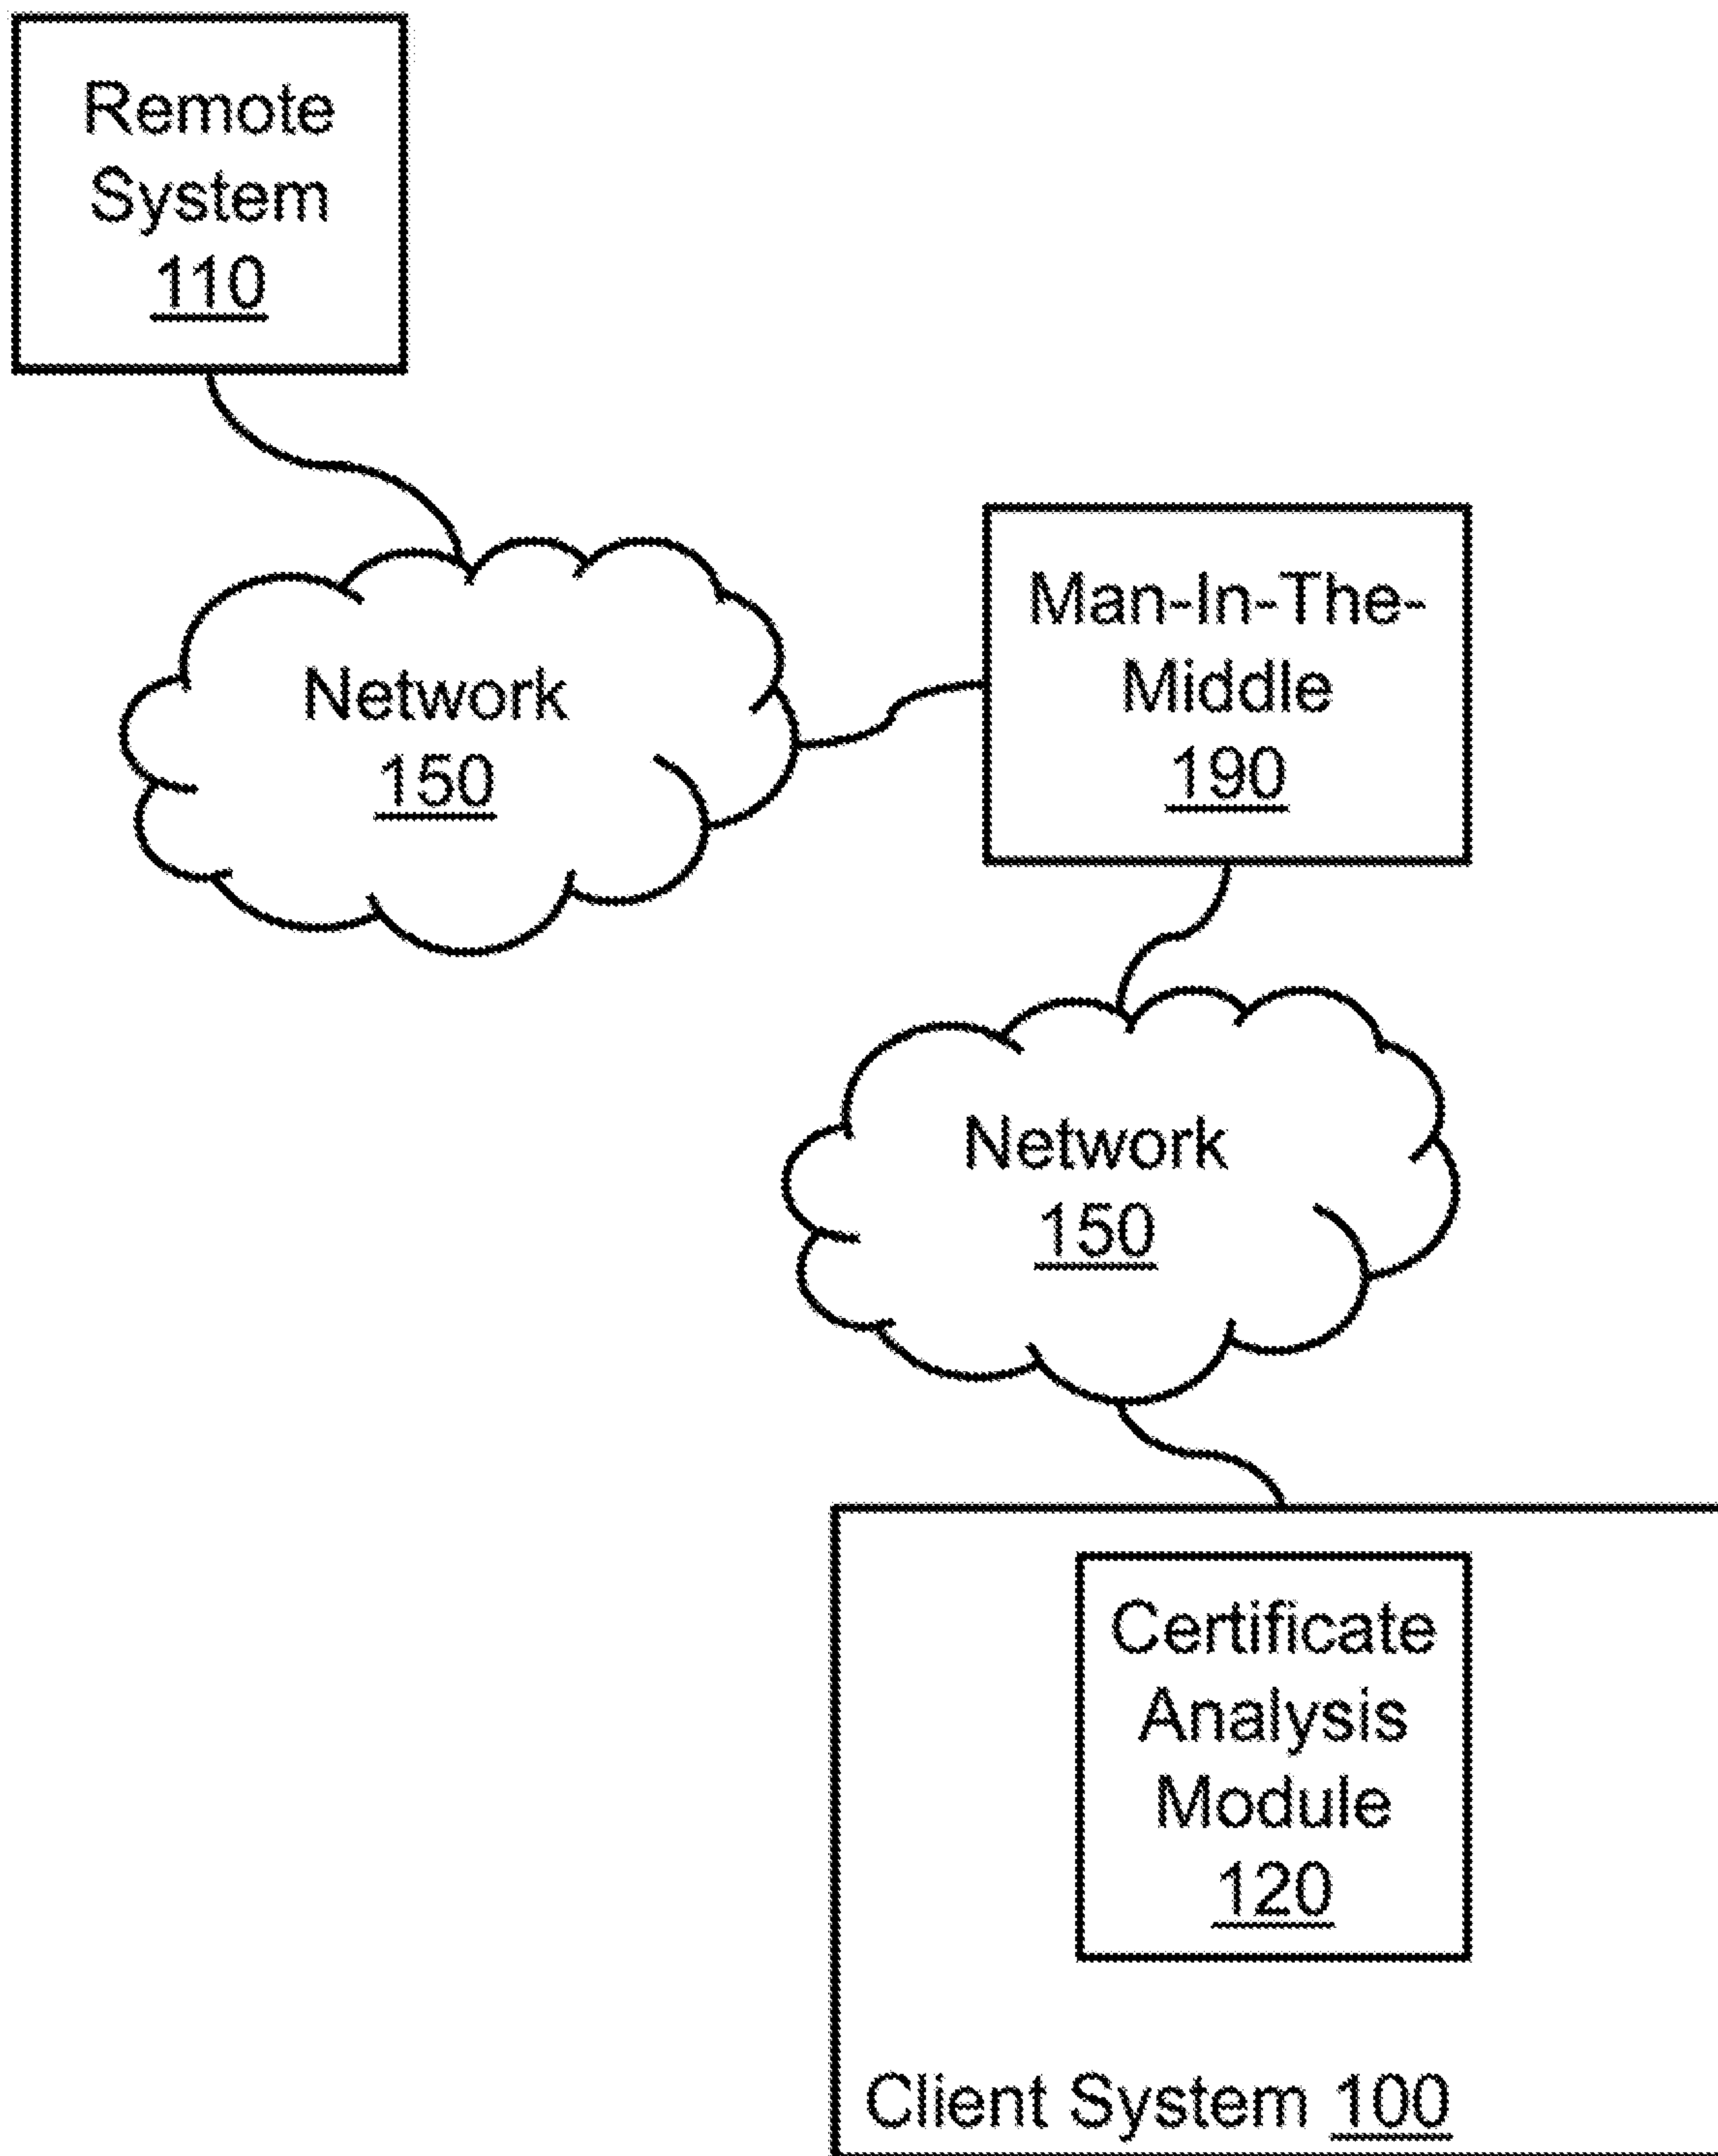 Remote
System
110
Network
150
Man-In-The-
Middle
190
Network
150
Certificate
Analysis
Module
120
Client System 100